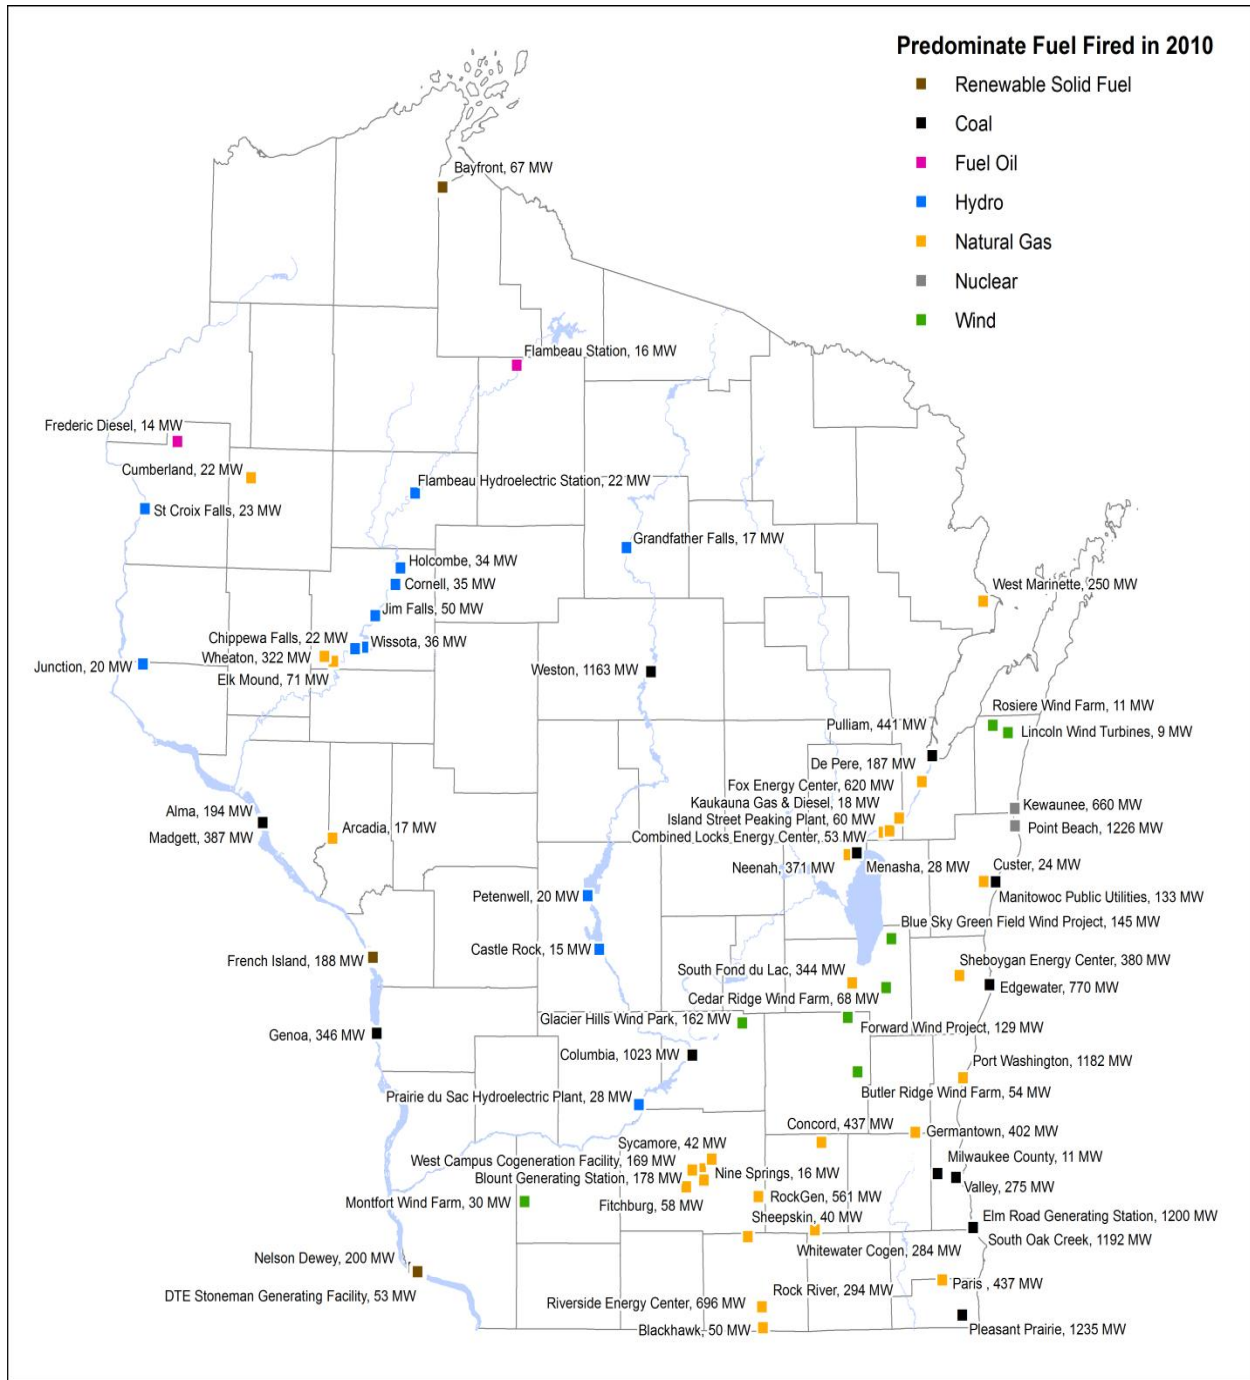 Predominate Fuel Fired in 2010
Renewable Solid Fuel
Coal
Fuel Oil
Hydro
Natural Gas
Nuclear
Wind
Bayfront, 67 MW
Flambeau Station, 16 MW
Frederic Diesel, 14 MW
Cumberland, 22 MW
Flambeau Hydroelectric Station, 22 MW
St Croix Falls, 23 MW
Grandfather Falls, 17 MW
Holcombe, 34 MW
Cornell, 35 MW
West Marinette, 250 MW
Jim Falls, 50 MW
Chippewa Falls, 22 MW
Wissota, 36 MW
Wheaton, 322 MW
Junction, 20 MW
Elk Mound, 71 MW
Weston, 1163 MW
Rosiere Wind Farm, 11 MW
Pulliam, 441 MW
Lincoln Wind Turbines, 9 MW
De Pere, 187 MW
Fox Energy Center, 620 MW
Kaukauna Gas & Diesel, 18 MW
Kewaunee, 660 MW
Alma, 194 MW
Island Street Peaking Plant, 60 MW
Point Beach, 1226 MW
Madgett, 387 MW
Arcadia, 17 MW
Combined Locks Energy Center, 53 MW
Neenah, 371 MW
Menasha, 28 MW
Custer, 24 MW
Petenwell, 20 MW
Manitowoc Public Utilities, 133 MW
Blue Sky Green Field Wind Project, 145 MW
Castle Rock, 15 MW
French Island, 188 MW
South Fond du Lac, 344 MW
Sheboygan Energy Center, 380 MW
Edgewater, 770 MW
Cedar Ridge Wind Farm, 68 MW
Glacier Hills Wind Park, 162 MW
Forward Wind Project, 129 MW
Genoa, 346 MW
Columbia, 1023 MW
Port Washington, 1182 MW
Butler Ridge Wind Farm, 54 MW
Prairie du Sac Hydroelectric Plant, 28 MW
Concord, 437 MW
Germantown, 402 MW
Sycamore, 42 MW
West Campus Cogeneration Facility, 169 MW
Milwaukee County, 11 MW
Nine Springs, 16 MW
Blount Generating Station, 178 MW
Valley, 275 MW
Montfort Wind Farm, 30 MW
Fitchburg, 58 MW
RockGen, 561 MW
Sheepskin, 40 MW
Elm Road Generating Station, 1200 MW
South Oak Creek, 1192 MW
Whitewater Cogen, 284 MW
Nelson Dewey, 200 MW
Paris , 437 MW
Rock River, 294 MW
DTE Stoneman Generating Facility, 53 MW
Riverside Energy Center, 696 MW
Blackhawk, 50 MW
Pleasant Prairie, 1235 MW